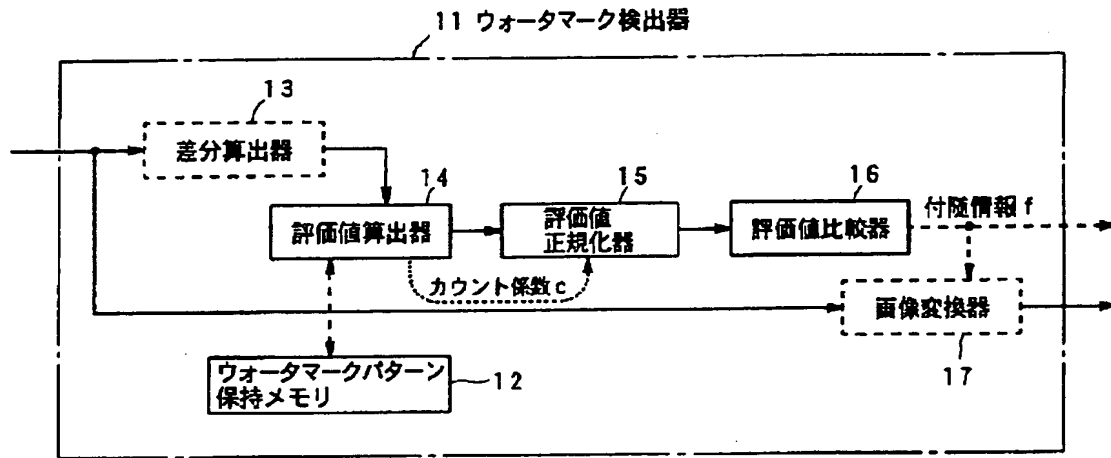 11 ウォータマーク検出器
13
差分算出器
14
評価値算出器
15
評価値
正規化器
16
評価値比較器
付随情報f
カウント係数c
画像変換器
17
ウォータマークパターン
保持メモリ
12